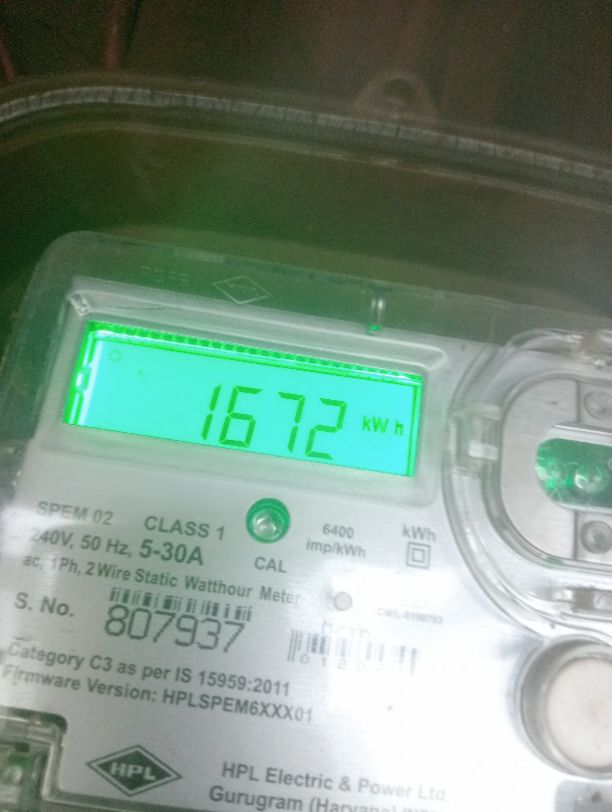 1672 kWh
SPEM 02 CLASS 1
240V, 50 Hz, 5-30A
ac, 1Ph, 2 Wire Static Watthour Meter
CAL
6400
imp/kWh
kWh
S. No.
807937
Category C3 as per IS 15959:2011
Firmware Version: HPLSPEM6XXX01
HPL
HPL Electric & Power Ltd.
Gurugram (Haryana)